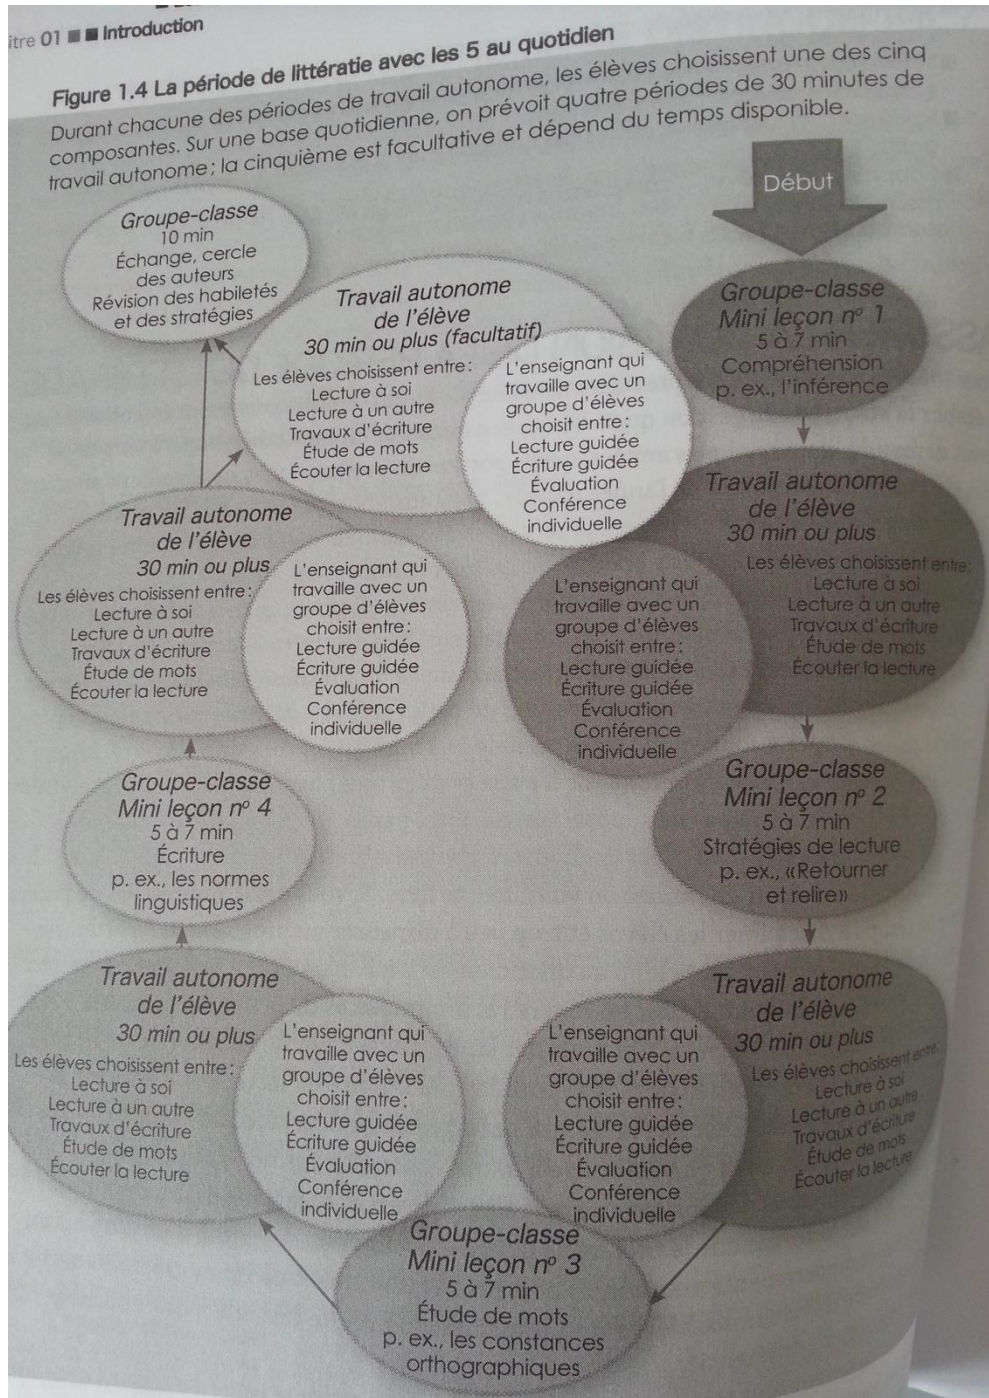 itre 01 ■ ■ Introduction
Figure 1.4 La période de littératie avec les 5 au quotidien
Durant chacune des périodes de travail autonome, les élèves choisissent une des cinq
composantes. Sur une base quotidienne, on prévoit quatre périodes de 30 minutes de
travail autonome; la cinquième est facultative et dépend du temps disponible.
Début
Groupe-classe
Mini leçon nº 1
5 à 7 min
Compréhension
p. ex., l'inférence
Travail autonome
de l'élève
30 min ou plus
Les élèves choisissent entre:
Lecture à soi
Lecture à un autre
Travaux d'écriture
Étude de mots
Écouter la lecture
L'enseignant qui
travaille avec un
groupe d'élèves
choisit entre:
Lecture guidée
Écriture guidée
Évaluation
Conférence
individuelle
Groupe-classe
Mini leçon nº 2
5 à 7 min
Stratégies de lecture
p. ex., «Retourner
et relire»
Travail autonome
de l'élève
30 min ou plus
Les élèves choisissent entre:
Lecture à soi
Lecture à un autre
Travaux d'écriture
Étude de mots
Écouter la lecture
L'enseignant qui
travaille avec un
groupe d'élèves
choisit entre:
Lecture guidée
Écriture guidée
Évaluation
Conférence
individuelle
Groupe-classe
Mini leçon nº 3
5 à 7 min
Étude de mots
p. ex., les constances
orthographiques
Travail autonome
de l'élève
30 min ou plus
Les élèves choisissent entre:
Lecture à soi
Lecture à un autre
Travaux d'écriture
Étude de mots
Écouter la lecture
L'enseignant qui
travaille avec un
groupe d'élèves
choisit entre:
Lecture guidée
Écriture guidée
Évaluation
Conférence
individuelle
Groupe-classe
Mini leçon nº 4
5 à 7 min
Écriture
p. ex., les normes
linguistiques
Travail autonome
de l'élève
30 min ou plus
Les élèves choisissent entre:
Lecture à soi
Lecture à un autre
Travaux d'écriture
Étude de mots
Écouter la lecture
L'enseignant qui
travaille avec un
groupe d'élèves
choisit entre:
Lecture guidée
Écriture guidée
Évaluation
Conférence
individuelle
Travail autonome
de l'élève
30 min ou plus (facultatif)
Les élèves choisissent entre:
Lecture à soi
Lecture à un autre
Travaux d'écriture
Étude de mots
Écouter la lecture
L'enseignant qui
travaille avec un
groupe d'élèves
choisit entre:
Lecture guidée
Écriture guidée
Évaluation
Conférence
individuelle
Groupe-classe
10 min
Échange, cercle
des auteurs
Révision des habiletés
et des stratégies